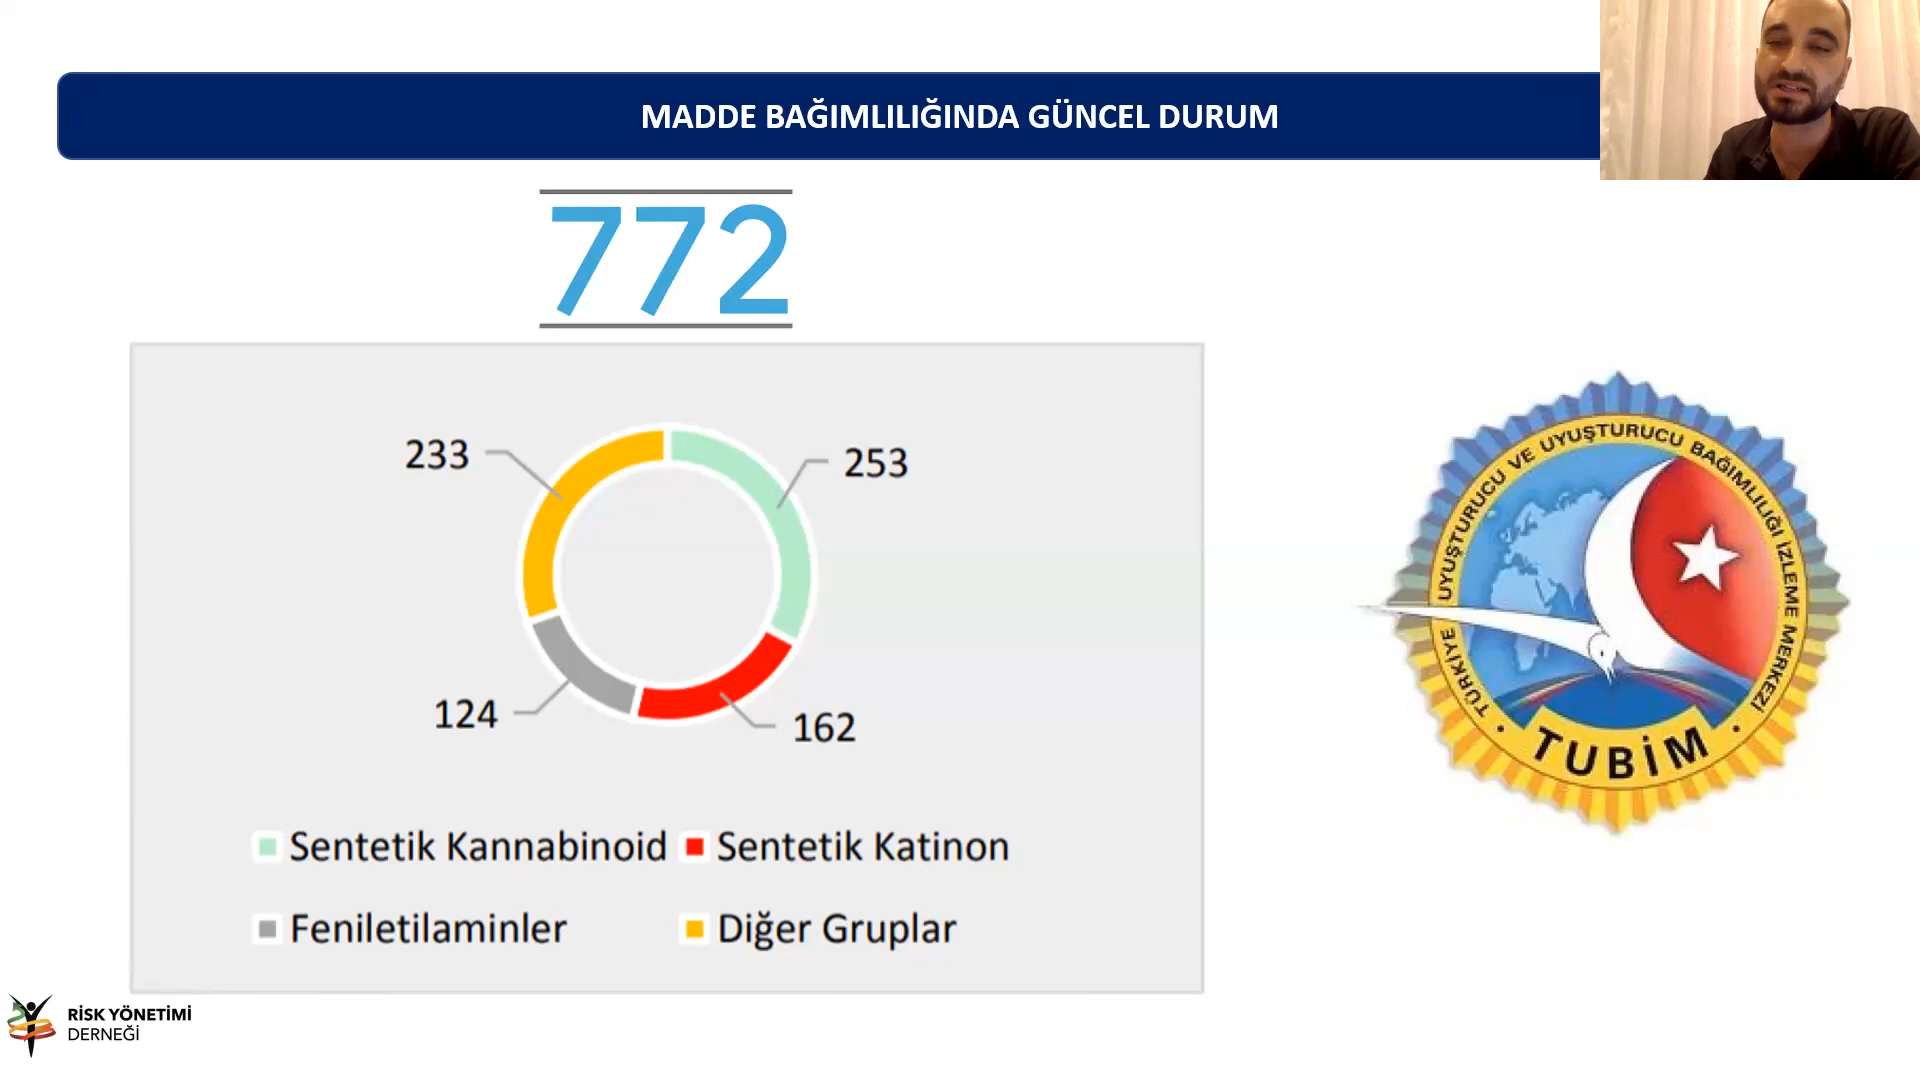 MADDE BAĞIMLILIĞINDA GÜNCEL DURUM
772
233
253
124
162
Sentetik Kannabinoid
Sentetik Katinon
Feniletilaminler
Diğer Gruplar
TÜRKİYE UYUŞTURUCU VE UYUŞTURUCU BAĞIMLILIĞI İZLEME MERKEZİ
TUBİM
RİSK YÖNETİMİ
DERNEĞİ